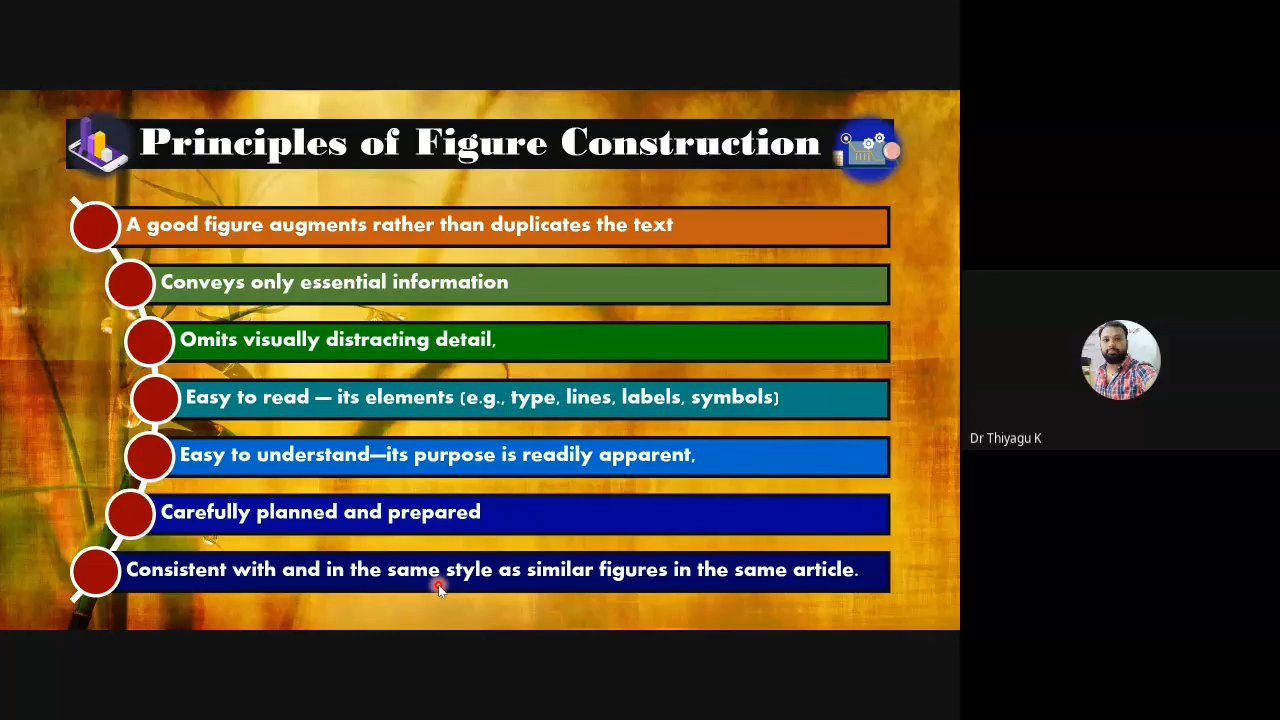 Principles of Figure Construction
A good figure augments rather than duplicates the text
Conveys only essential information
Omits visually distracting detail,
Easy to read — its elements (e.g., type, lines, labels, symbols)
Easy to understand—its purpose is readily apparent,
Carefully planned and prepared
Consistent with and in the same style as similar figures in the same article.
Dr Thiyagu K